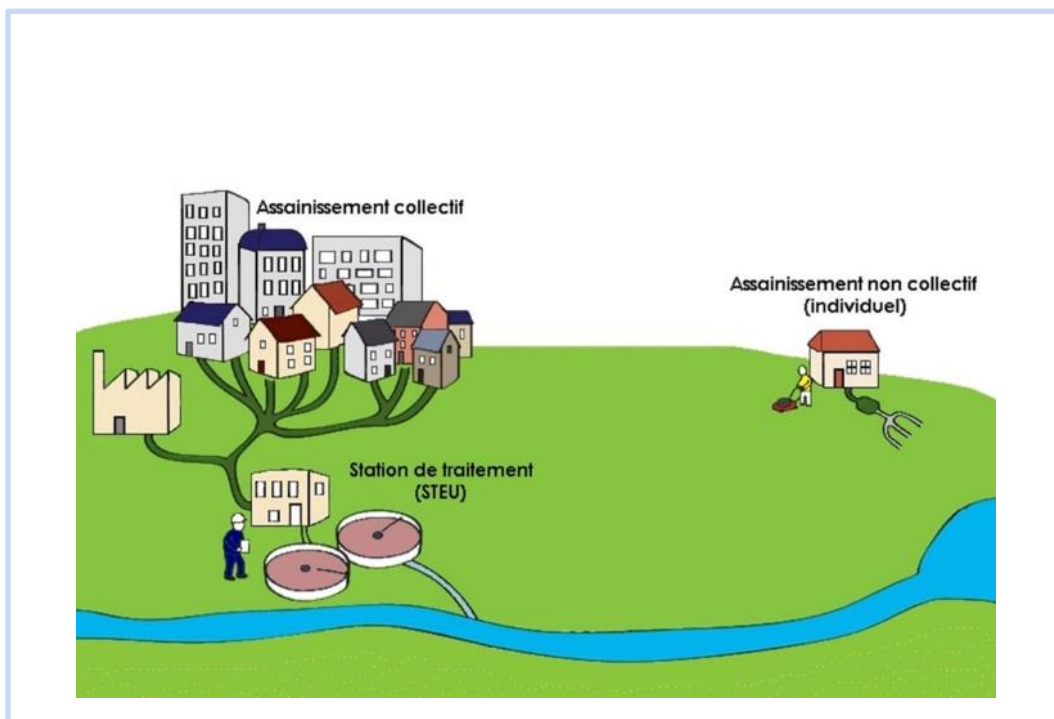 Assainissement collectif
Assainissement non collectif
(individuel)
Station de traitement
(STEU)